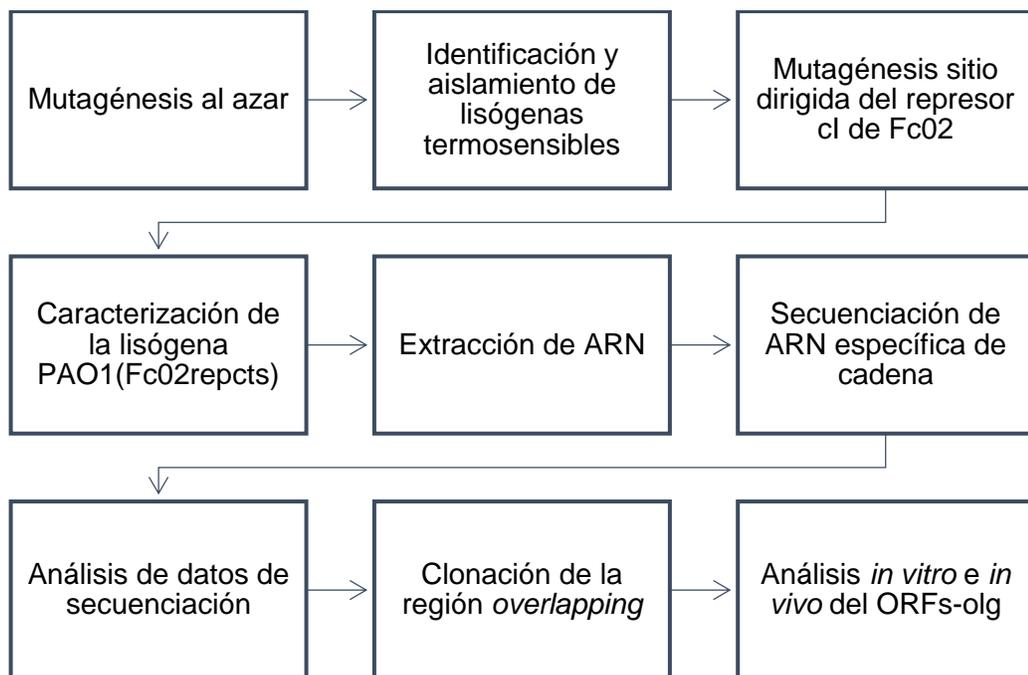 Mutagénesis al azar
Identificación y
aislamiento de
lisógenas
termosensibles
Mutagénesis sitio
dirigida del represor
cI de Fc02
Caracterización de
la lisógena
PAO1(Fc02repcts)
Extracción de ARN
Secuenciación de
ARN específica de
cadena
Análisis de datos de
secuenciación
Clonación de la
región overlapping
Análisis in vitro e in
vivo del ORFs-olg